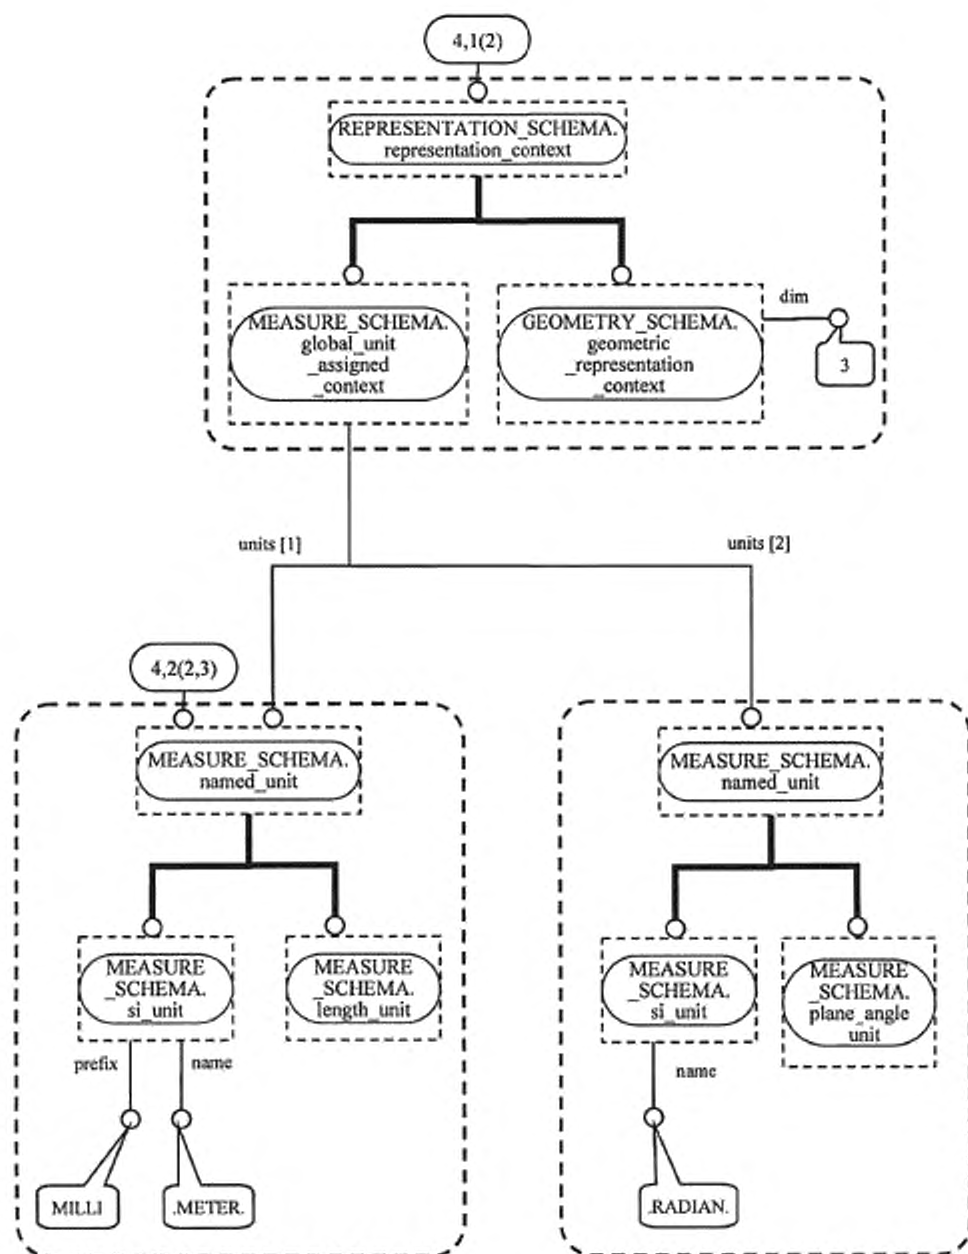 4,1(2)
REPRESENTATION_SCHEMA.
representation_context
MEASURE_SCHEMA.
global_unit
_assigned
_context
GEOMETRY_SCHEMA.
geometric
_representation
_context
dim
3
units [1]
units [2]
4,2(2,3)
MEASURE_SCHEMA.
named_unit
MEASURE_SCHEMA.
named_unit
MEASURE
_SCHEMA.
si_unit
MEASURE
_SCHEMA.
length_unit
MEASURE
_SCHEMA.
si_unit
MEASURE
_SCHEMA.
plane_angle
unit
prefix
name
name
MILLI
.METER.
.RADIAN.